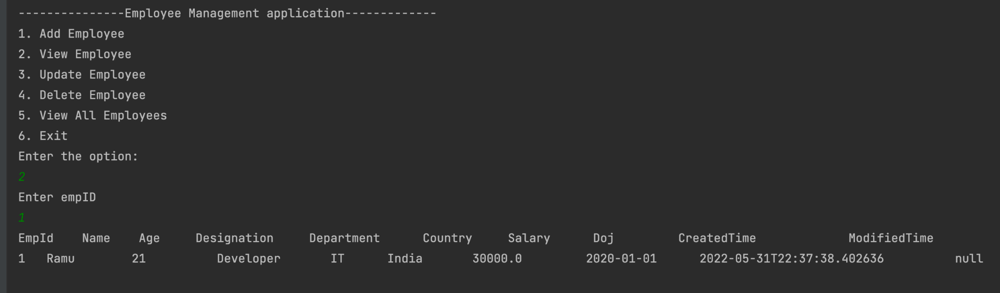 ---------------Employee Management application-------------
1. Add Employee
2. View Employee
3. Update Employee
4. Delete Employee
5. View All Employees
6. Exit
Enter the option:
2
Enter empID
1
EmpId    Name    Age     Designation     Department      Country     Salary      Doj         CreatedTime             ModifiedTime
1   Ramu        21          Developer       IT      India       30000.0         2020-01-01      2022-05-31T22:37:38.402636          null